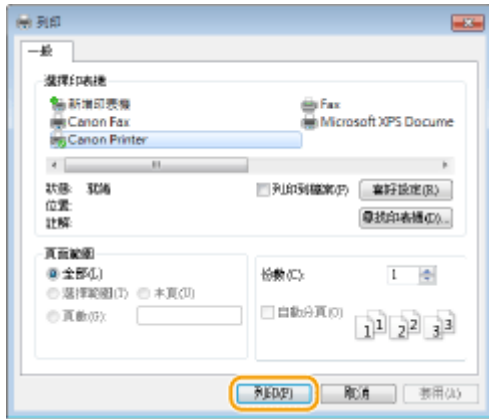 列印
一般
選擇印表機
新增印表機
Fax
Canon Fax
Microsoft XPS Docume
Canon Printer
狀態: 就緒
列印到檔案(F)
喜好設定(R)
位置:
註解:
尋找印表機(D)...
頁面範圍
全部(L)
份數(C): 1
選擇範圍(T) 本頁(U)
自動分頁(O)
頁數(G):
11 22 33
列印(P) 取消 套用(A)